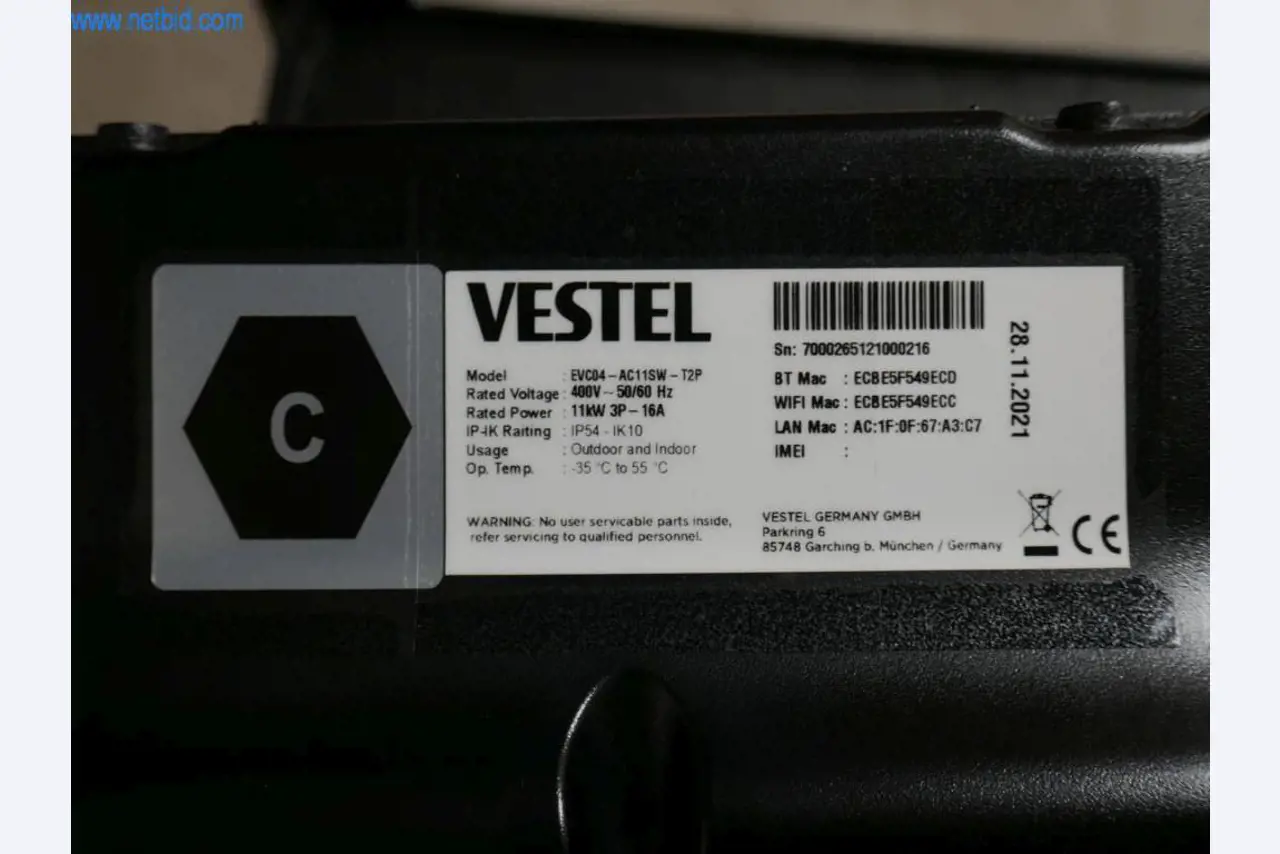 www.netbid.com
C
VESTEL
Model : EVC04-AC11SW-T2P
Rated Voltage : 400V ~ 50/60 Hz
Rated Power : 11kW 3P-16A
IP-IK Raiting : IP54 - IK10
Usage : Outdoor and Indoor
Op. Temp. : -35 °C to 55 °C
WARNING: No user servicable parts inside,
refer servicing to qualified personnel.
Sn: 7000265121000216
BT Mac : EC8E5F549ECD
WIFI Mac : EC8E5F549ECC
LAN Mac : AC:1F:0F:67:A3:C7
IMEI :
28.11.2021
VESTEL GERMANY GMBH
Parkring 6
85748 Garching b. München / Germany
CE